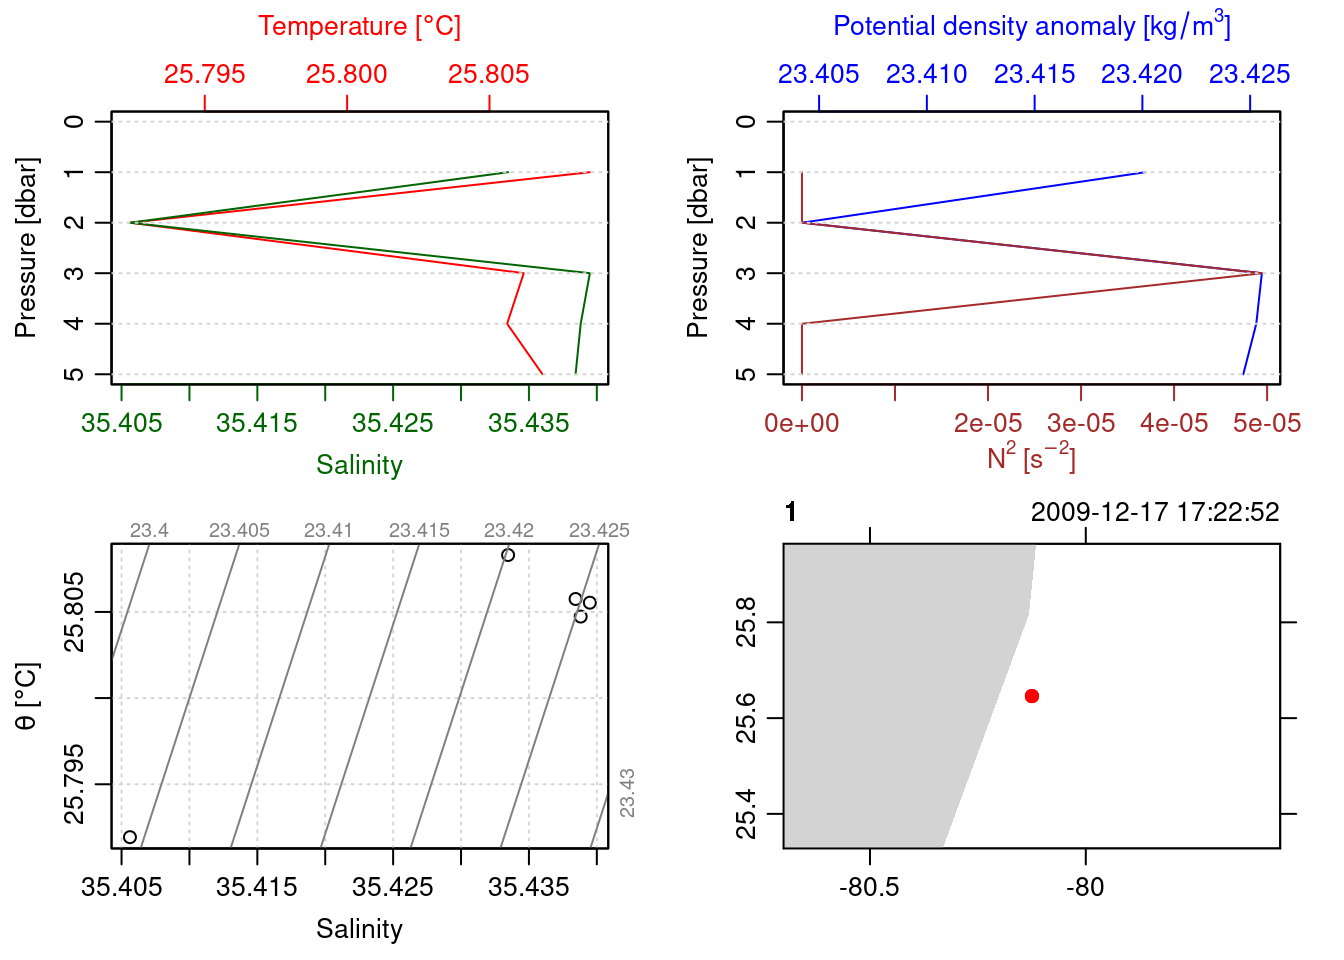 Temperature [°C]
25.795 25.800 25.805
Pressure [dbar]
0 1 2 3 4 5
35.405 35.415 35.425 35.435
Salinity
Potential density anomaly [kg/m³]
23.405 23.410 23.415 23.420 23.425
Pressure [dbar]
0 1 2 3 4 5
0e+00 2e-05 3e-05 4e-05 5e-05
N² [s⁻²]
23.4 23.405 23.41 23.415 23.42 23.425
θ [°C]
25.795 25.805
23.43
35.405 35.415 35.425 35.435
Salinity
1 2009-12-17 17:22:52
25.4 25.6 25.8
-80.5 -80